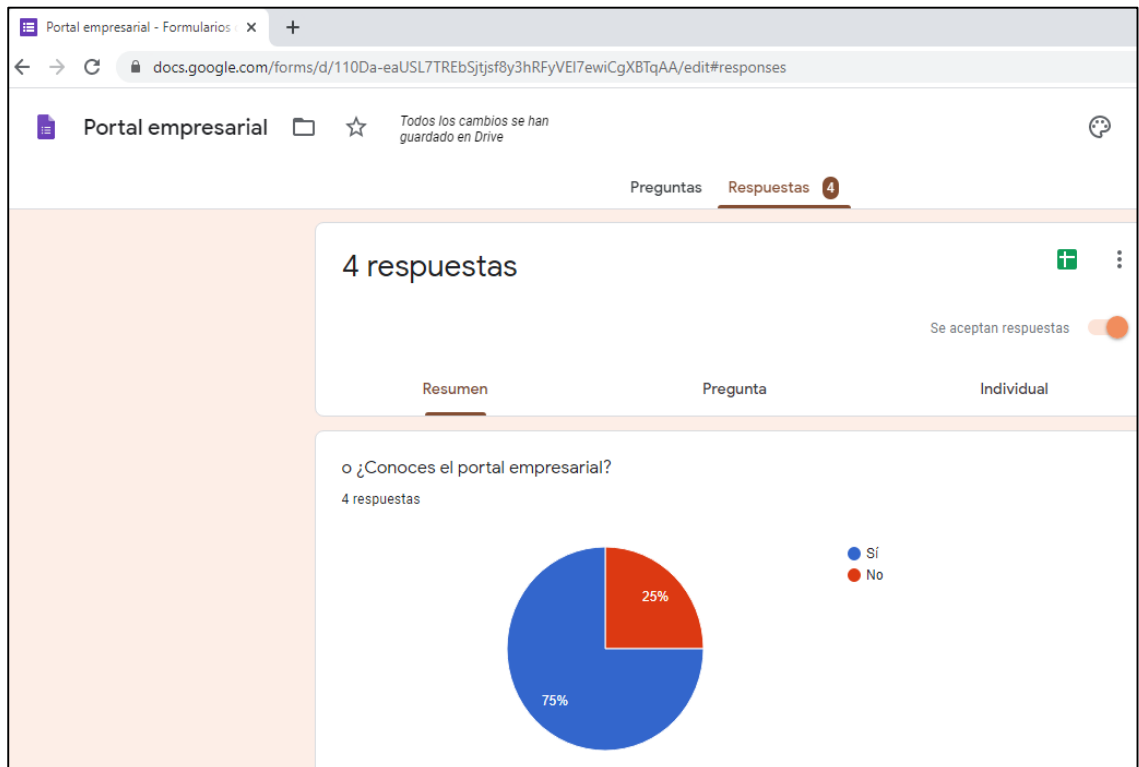 Portal empresarial - Formularios
docs.google.com/forms/d/110Da-eaUSL7TREbSjtjsf8y3hRFyVEl7ewiCgXBTqAA/edit#responses
Portal empresarial
Todos los cambios se han
guardado en Drive
Preguntas Respuestas 4
4 respuestas
Se aceptan respuestas
Resumen Pregunta Individual
o ¿Conoces el portal empresarial?
4 respuestas
Sí
No
25%
75%